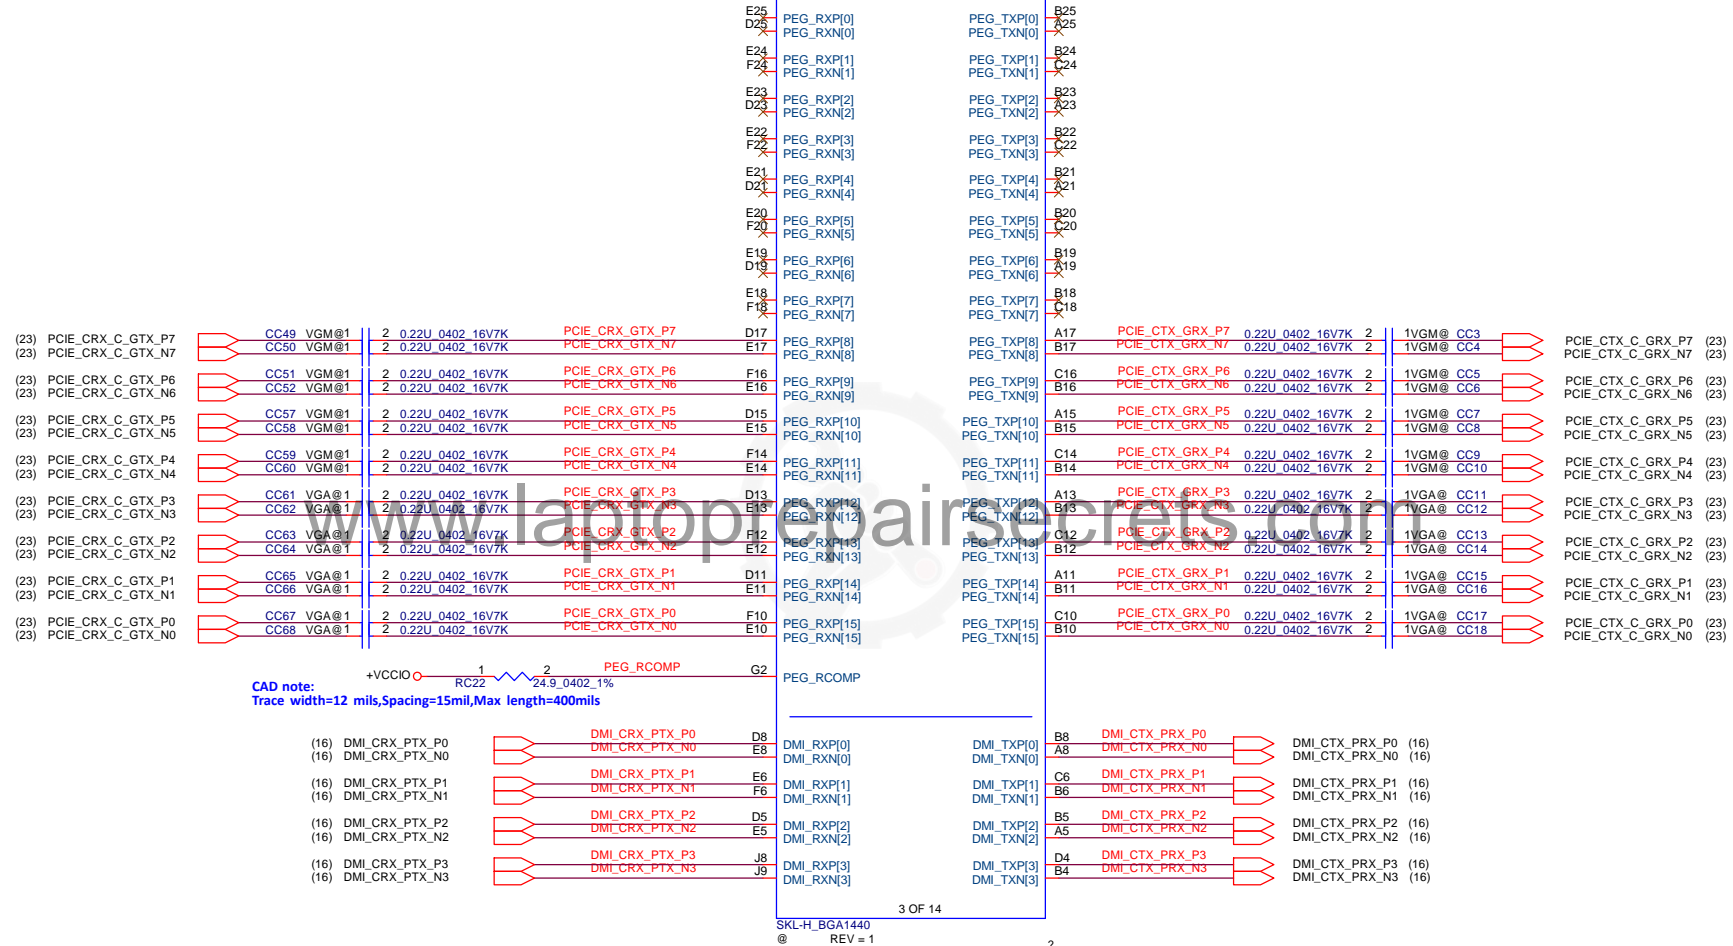 E25 PEG_RXP[0] PEG_TXP[0] B25
D25 PEG_RXN[0] PEG_TXN[0] A25
E24 PEG_RXP[1] PEG_TXP[1] B24
F24 PEG_RXN[1] PEG_TXN[1] C24
E23 PEG_RXP[2] PEG_TXP[2] B23
D23 PEG_RXN[2] PEG_TXN[2] A23
E22 PEG_RXP[3] PEG_TXP[3] B22
F22 PEG_RXN[3] PEG_TXN[3] C22
E21 PEG_RXP[4] PEG_TXP[4] B21
D21 PEG_RXN[4] PEG_TXN[4] A21
E20 PEG_RXP[5] PEG_TXP[5] B20
F20 PEG_RXN[5] PEG_TXN[5] C20
E19 PEG_RXP[6] PEG_TXP[6] B19
D19 PEG_RXN[6] PEG_TXN[6] A19
E18 PEG_RXP[7] PEG_TXP[7] B18
F18 PEG_RXN[7] PEG_TXN[7] C18
(23) PCIE_CRX_C_GTX_P7 CC49 VGM@1 2 0.22U_0402_16V7K PCIE_CRX_GTX_P7 D17 PEG_RXP[8] PEG_TXP[8] A17 PCIE_CTX_GRX_P7 0.22U_0402_16V7K 2 1VGM@ CC3 PCIE_CTX_C_GRX_P7 (23)
(23) PCIE_CRX_C_GTX_N7 CC50 VGM@1 2 0.22U_0402_16V7K PCIE_CRX_GTX_N7 E17 PEG_RXN[8] PEG_TXN[8] B17 PCIE_CTX_GRX_N7 0.22U_0402_16V7K 2 1VGM@ CC4 PCIE_CTX_C_GRX_N7 (23)
(23) PCIE_CRX_C_GTX_P6 CC51 VGM@1 2 0.22U_0402_16V7K PCIE_CRX_GTX_P6 F16 PEG_RXP[9] PEG_TXP[9] C16 PCIE_CTX_GRX_P6 0.22U_0402_16V7K 2 1VGM@ CC5 PCIE_CTX_C_GRX_P6 (23)
(23) PCIE_CRX_C_GTX_N6 CC52 VGM@1 2 0.22U_0402_16V7K PCIE_CRX_GTX_N6 E16 PEG_RXN[9] PEG_TXN[9] B16 PCIE_CTX_GRX_N6 0.22U_0402_16V7K 2 1VGM@ CC6 PCIE_CTX_C_GRX_N6 (23)
(23) PCIE_CRX_C_GTX_P5 CC57 VGM@1 2 0.22U_0402_16V7K PCIE_CRX_GTX_P5 D15 PEG_RXP[10] PEG_TXP[10] A15 PCIE_CTX_GRX_P5 0.22U_0402_16V7K 2 1VGM@ CC7 PCIE_CTX_C_GRX_P5 (23)
(23) PCIE_CRX_C_GTX_N5 CC58 VGM@1 2 0.22U_0402_16V7K PCIE_CRX_GTX_N5 E15 PEG_RXN[10] PEG_TXN[10] B15 PCIE_CTX_GRX_N5 0.22U_0402_16V7K 2 1VGM@ CC8 PCIE_CTX_C_GRX_N5 (23)
(23) PCIE_CRX_C_GTX_P4 CC59 VGM@1 2 0.22U_0402_16V7K PCIE_CRX_GTX_P4 F14 PEG_RXP[11] PEG_TXP[11] C14 PCIE_CTX_GRX_P4 0.22U_0402_16V7K 2 1VGM@ CC9 PCIE_CTX_C_GRX_P4 (23)
(23) PCIE_CRX_C_GTX_N4 CC60 VGM@1 2 0.22U_0402_16V7K PCIE_CRX_GTX_N4 E14 PEG_RXN[11] PEG_TXN[11] B14 PCIE_CTX_GRX_N4 0.22U_0402_16V7K 2 1VGM@ CC10 PCIE_CTX_C_GRX_N4 (23)
(23) PCIE_CRX_C_GTX_P3 CC61 VGA@1 2 0.22U_0402_16V7K PCIE_CRX_GTX_P3 D13 PEG_RXP[12] PEG_TXP[12] A13 PCIE_CTX_GRX_P3 0.22U_0402_16V7K 2 1VGA@ CC11 PCIE_CTX_C_GRX_P3 (23)
(23) PCIE_CRX_C_GTX_N3 CC62 VGA@1 2 0.22U_0402_16V7K PCIE_CRX_GTX_N3 E13 PEG_RXN[12] PEG_TXN[12] B13 PCIE_CTX_GRX_N3 0.22U_0402_16V7K 2 1VGA@ CC12 PCIE_CTX_C_GRX_N3 (23)
www.laptoprepairsecrets.com
(23) PCIE_CRX_C_GTX_P2 CC63 VGA@1 2 0.22U_0402_16V7K PCIE_CRX_GTX_P2 F12 PEG_RXP[13] PEG_TXP[13] C12 PCIE_CTX_GRX_P2 0.22U_0402_16V7K 2 1VGA@ CC13 PCIE_CTX_C_GRX_P2 (23)
(23) PCIE_CRX_C_GTX_N2 CC64 VGA@1 2 0.22U_0402_16V7K PCIE_CRX_GTX_N2 E12 PEG_RXN[13] PEG_TXN[13] B12 PCIE_CTX_GRX_N2 0.22U_0402_16V7K 2 1VGA@ CC14 PCIE_CTX_C_GRX_N2 (23)
(23) PCIE_CRX_C_GTX_P1 CC65 VGA@1 2 0.22U_0402_16V7K PCIE_CRX_GTX_P1 D11 PEG_RXP[14] PEG_TXP[14] A11 PCIE_CTX_GRX_P1 0.22U_0402_16V7K 2 1VGA@ CC15 PCIE_CTX_C_GRX_P1 (23)
(23) PCIE_CRX_C_GTX_N1 CC66 VGA@1 2 0.22U_0402_16V7K PCIE_CRX_GTX_N1 E11 PEG_RXN[14] PEG_TXN[14] B11 PCIE_CTX_GRX_N1 0.22U_0402_16V7K 2 1VGA@ CC16 PCIE_CTX_C_GRX_N1 (23)
(23) PCIE_CRX_C_GTX_P0 CC67 VGA@1 2 0.22U_0402_16V7K PCIE_CRX_GTX_P0 F10 PEG_RXP[15] PEG_TXP[15] C10 PCIE_CTX_GRX_P0 0.22U_0402_16V7K 2 1VGA@ CC17 PCIE_CTX_C_GRX_P0 (23)
(23) PCIE_CRX_C_GTX_N0 CC68 VGA@1 2 0.22U_0402_16V7K PCIE_CRX_GTX_N0 E10 PEG_RXN[15] PEG_TXN[15] B10 PCIE_CTX_GRX_N0 0.22U_0402_16V7K 2 1VGA@ CC18 PCIE_CTX_C_GRX_N0 (23)
+VCCIO 1 2 PEG_RCOMP G2 PEG_RCOMP
RC22 24.9_0402_1%
CAD note:
Trace width=12 mils,Spacing=15mil,Max length=400mils
(16) DMI_CRX_PTX_P0 DMI_CRX_PTX_P0 D8 DMI_RXP[0] DMI_TXP[0] B8 DMI_CTX_PRX_P0 DMI_CTX_PRX_P0 (16)
(16) DMI_CRX_PTX_N0 DMI_CRX_PTX_N0 E8 DMI_RXN[0] DMI_TXN[0] A8 DMI_CTX_PRX_N0 DMI_CTX_PRX_N0 (16)
(16) DMI_CRX_PTX_P1 DMI_CRX_PTX_P1 E6 DMI_RXP[1] DMI_TXP[1] C6 DMI_CTX_PRX_P1 DMI_CTX_PRX_P1 (16)
(16) DMI_CRX_PTX_N1 DMI_CRX_PTX_N1 F6 DMI_RXN[1] DMI_TXN[1] B6 DMI_CTX_PRX_N1 DMI_CTX_PRX_N1 (16)
(16) DMI_CRX_PTX_P2 DMI_CRX_PTX_P2 D5 DMI_RXP[2] DMI_TXP[2] B5 DMI_CTX_PRX_P2 DMI_CTX_PRX_P2 (16)
(16) DMI_CRX_PTX_N2 DMI_CRX_PTX_N2 E5 DMI_RXN[2] DMI_TXN[2] A5 DMI_CTX_PRX_N2 DMI_CTX_PRX_N2 (16)
(16) DMI_CRX_PTX_P3 DMI_CRX_PTX_P3 J8 DMI_RXP[3] DMI_TXP[3] D4 DMI_CTX_PRX_P3 DMI_CTX_PRX_P3 (16)
(16) DMI_CRX_PTX_N3 DMI_CRX_PTX_N3 J9 DMI_RXN[3] DMI_TXN[3] B4 DMI_CTX_PRX_N3 DMI_CTX_PRX_N3 (16)
3 OF 14
SKL-H_BGA1440
@ REV = 1